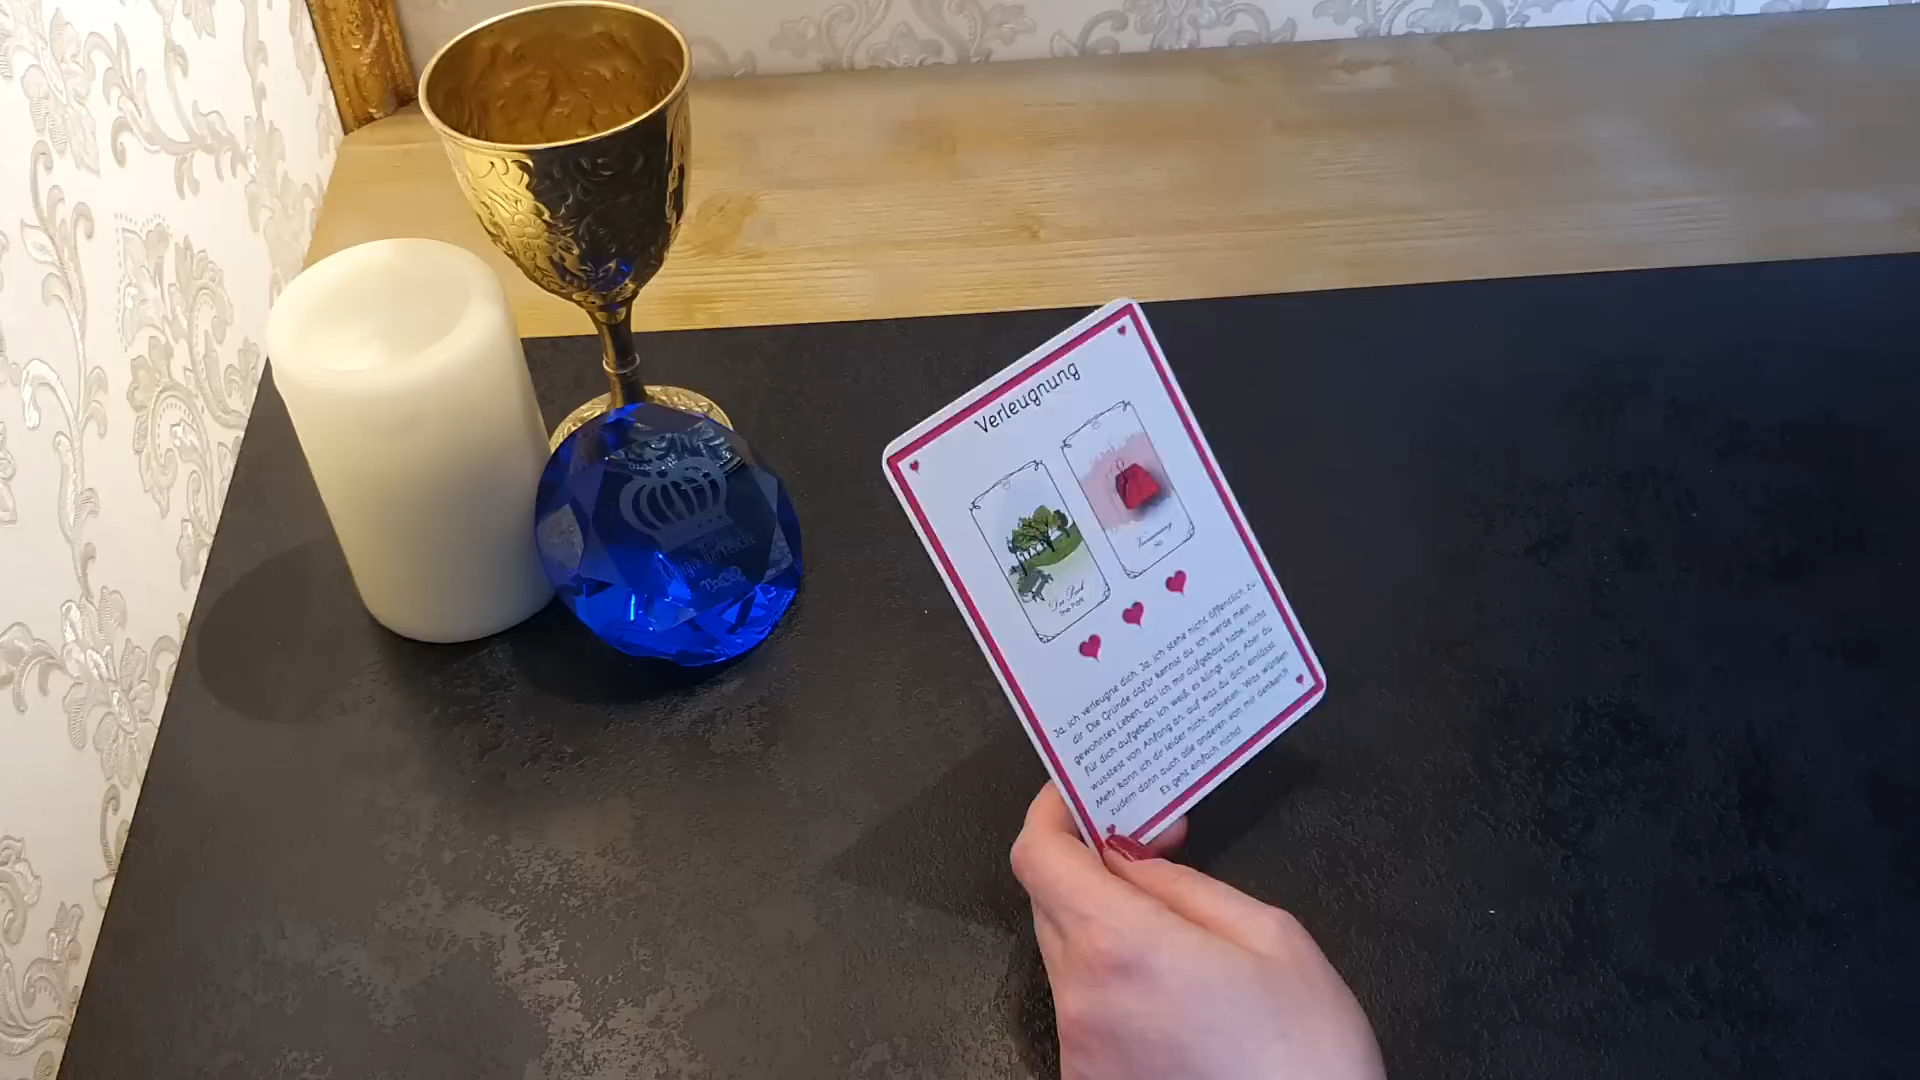 Verleugnung
Der Park
The Park
Ja, ich verleugne dich. Ja, ich stehe nicht öffentlich zu
dir. Die Gründe dafür kennst du. Ich werde mein
gewohntes Leben, das ich mir aufgebaut habe, nicht
für dich aufgeben. Ich weiß, es klingt hart. Aber du
wusstest von Anfang an, auf was du dich einlässt.
Mehr kann ich dir leider nicht anbieten. Was würden
zudem dann auch alle anderen von mir denken?!
Es geht einfach nicht!